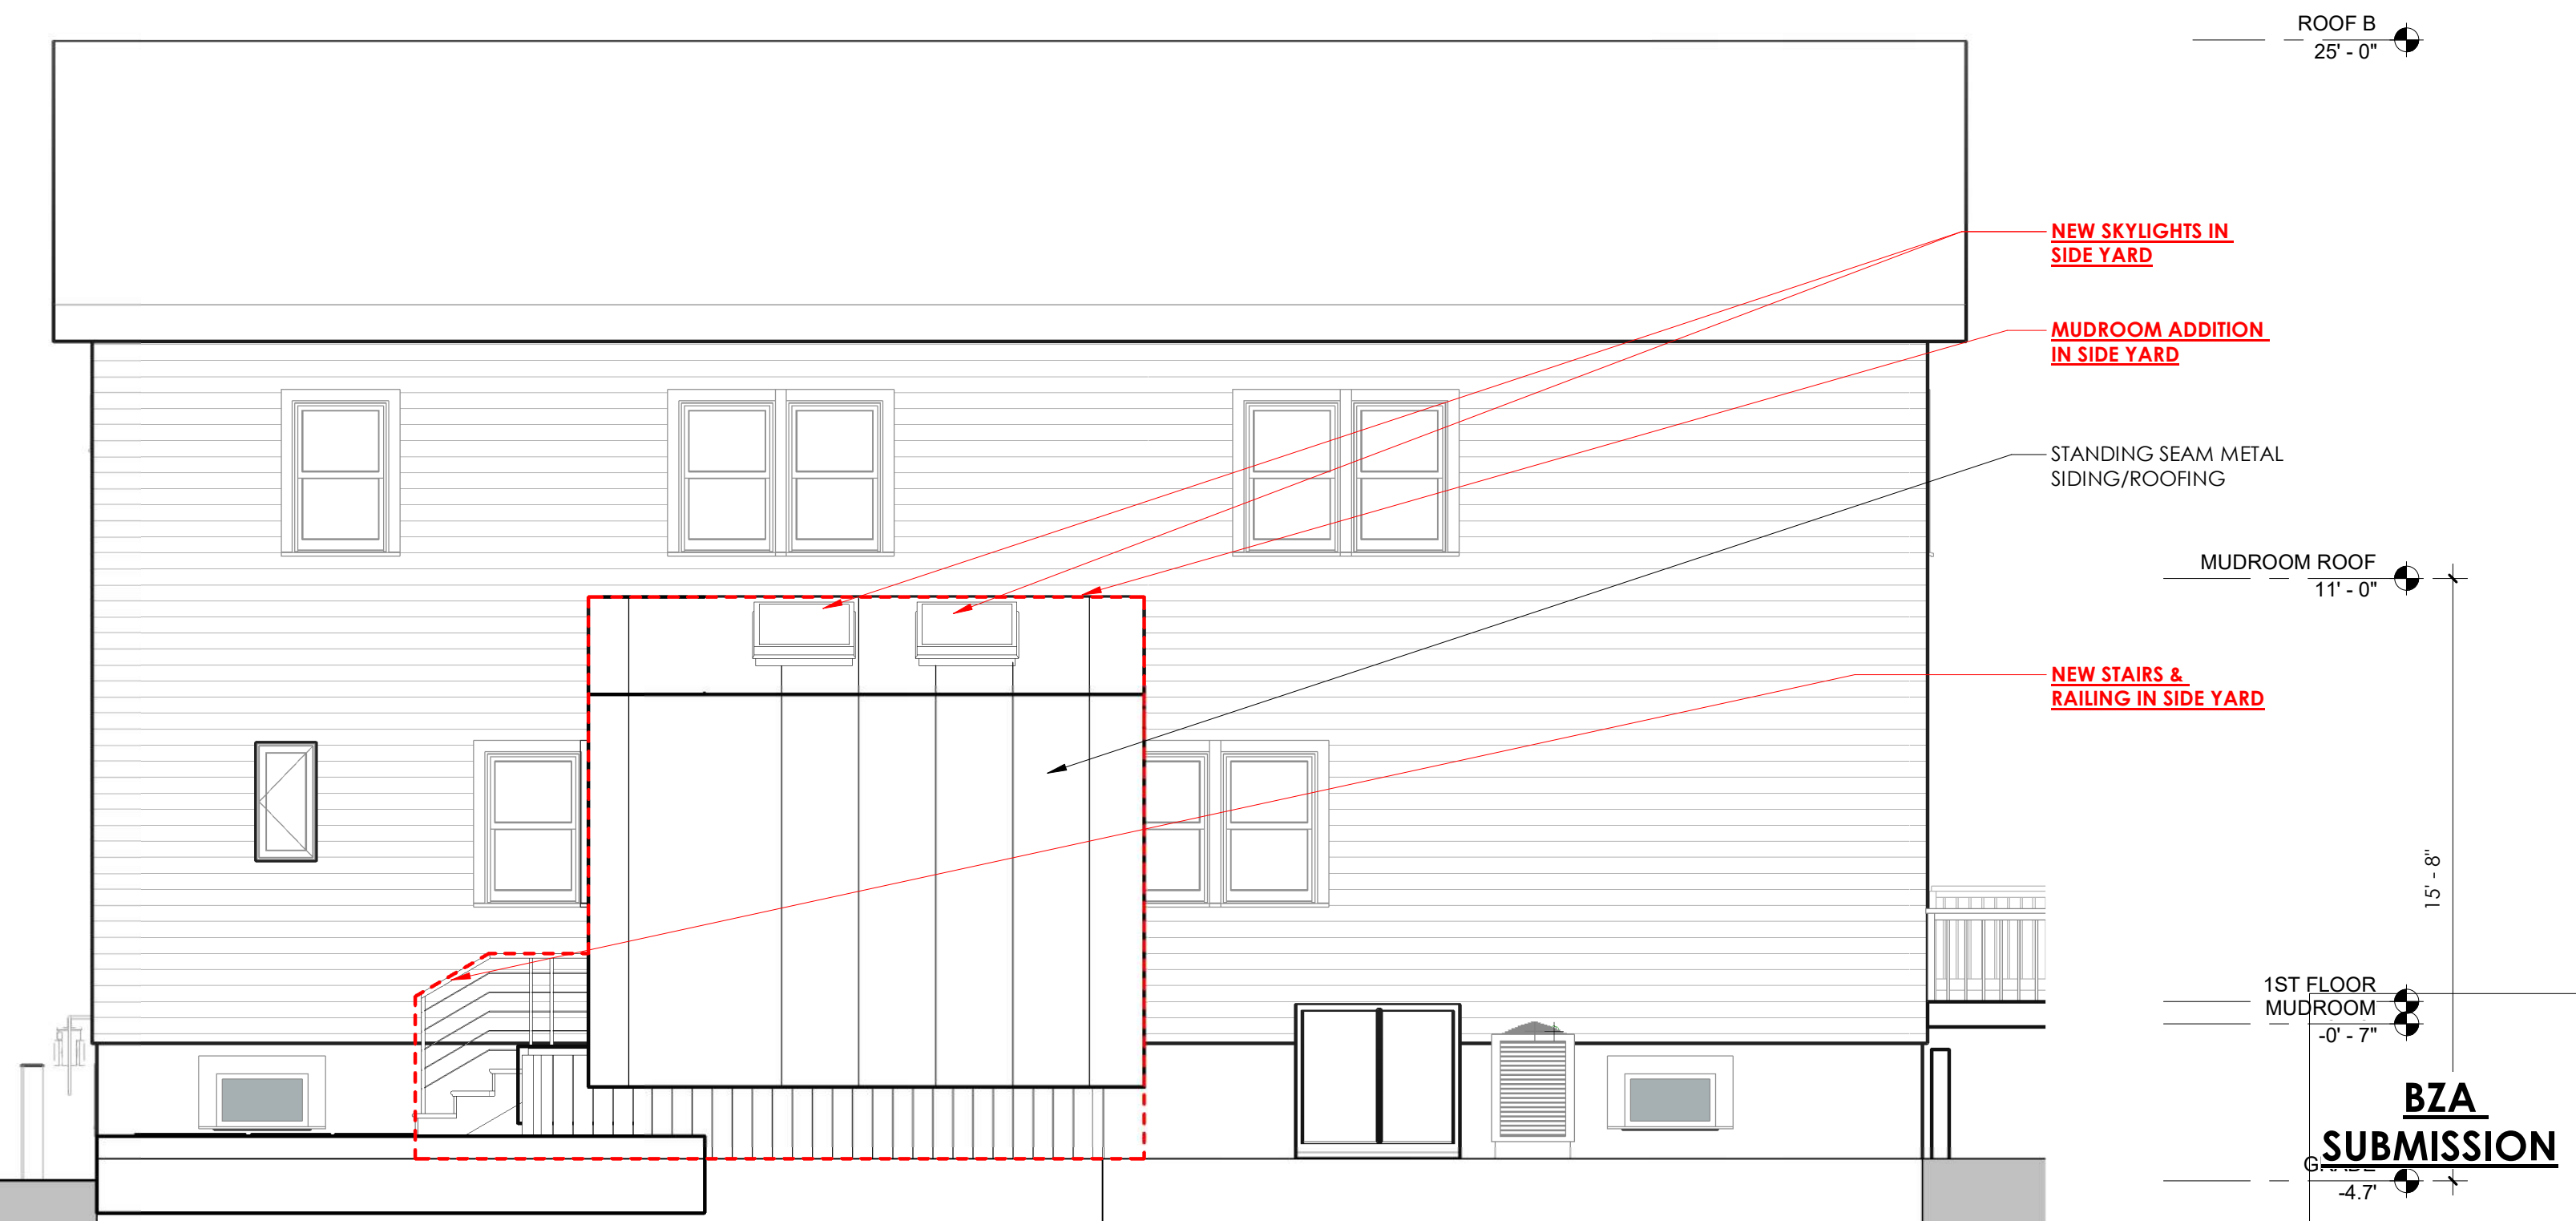 ROOF B
25' - 0"
NEW SKYLIGHTS IN
SIDE YARD
MUDROOM ADDITION
IN SIDE YARD
STANDING SEAM METAL
SIDING/ROOFING
MUDROOM ROOF
11' - 0"
NEW STAIRS &
RAILING IN SIDE YARD
15' - 8"
1ST FLOOR
MUDROOM
-0' - 7"
BZA
SUBMISSION
-4.7'